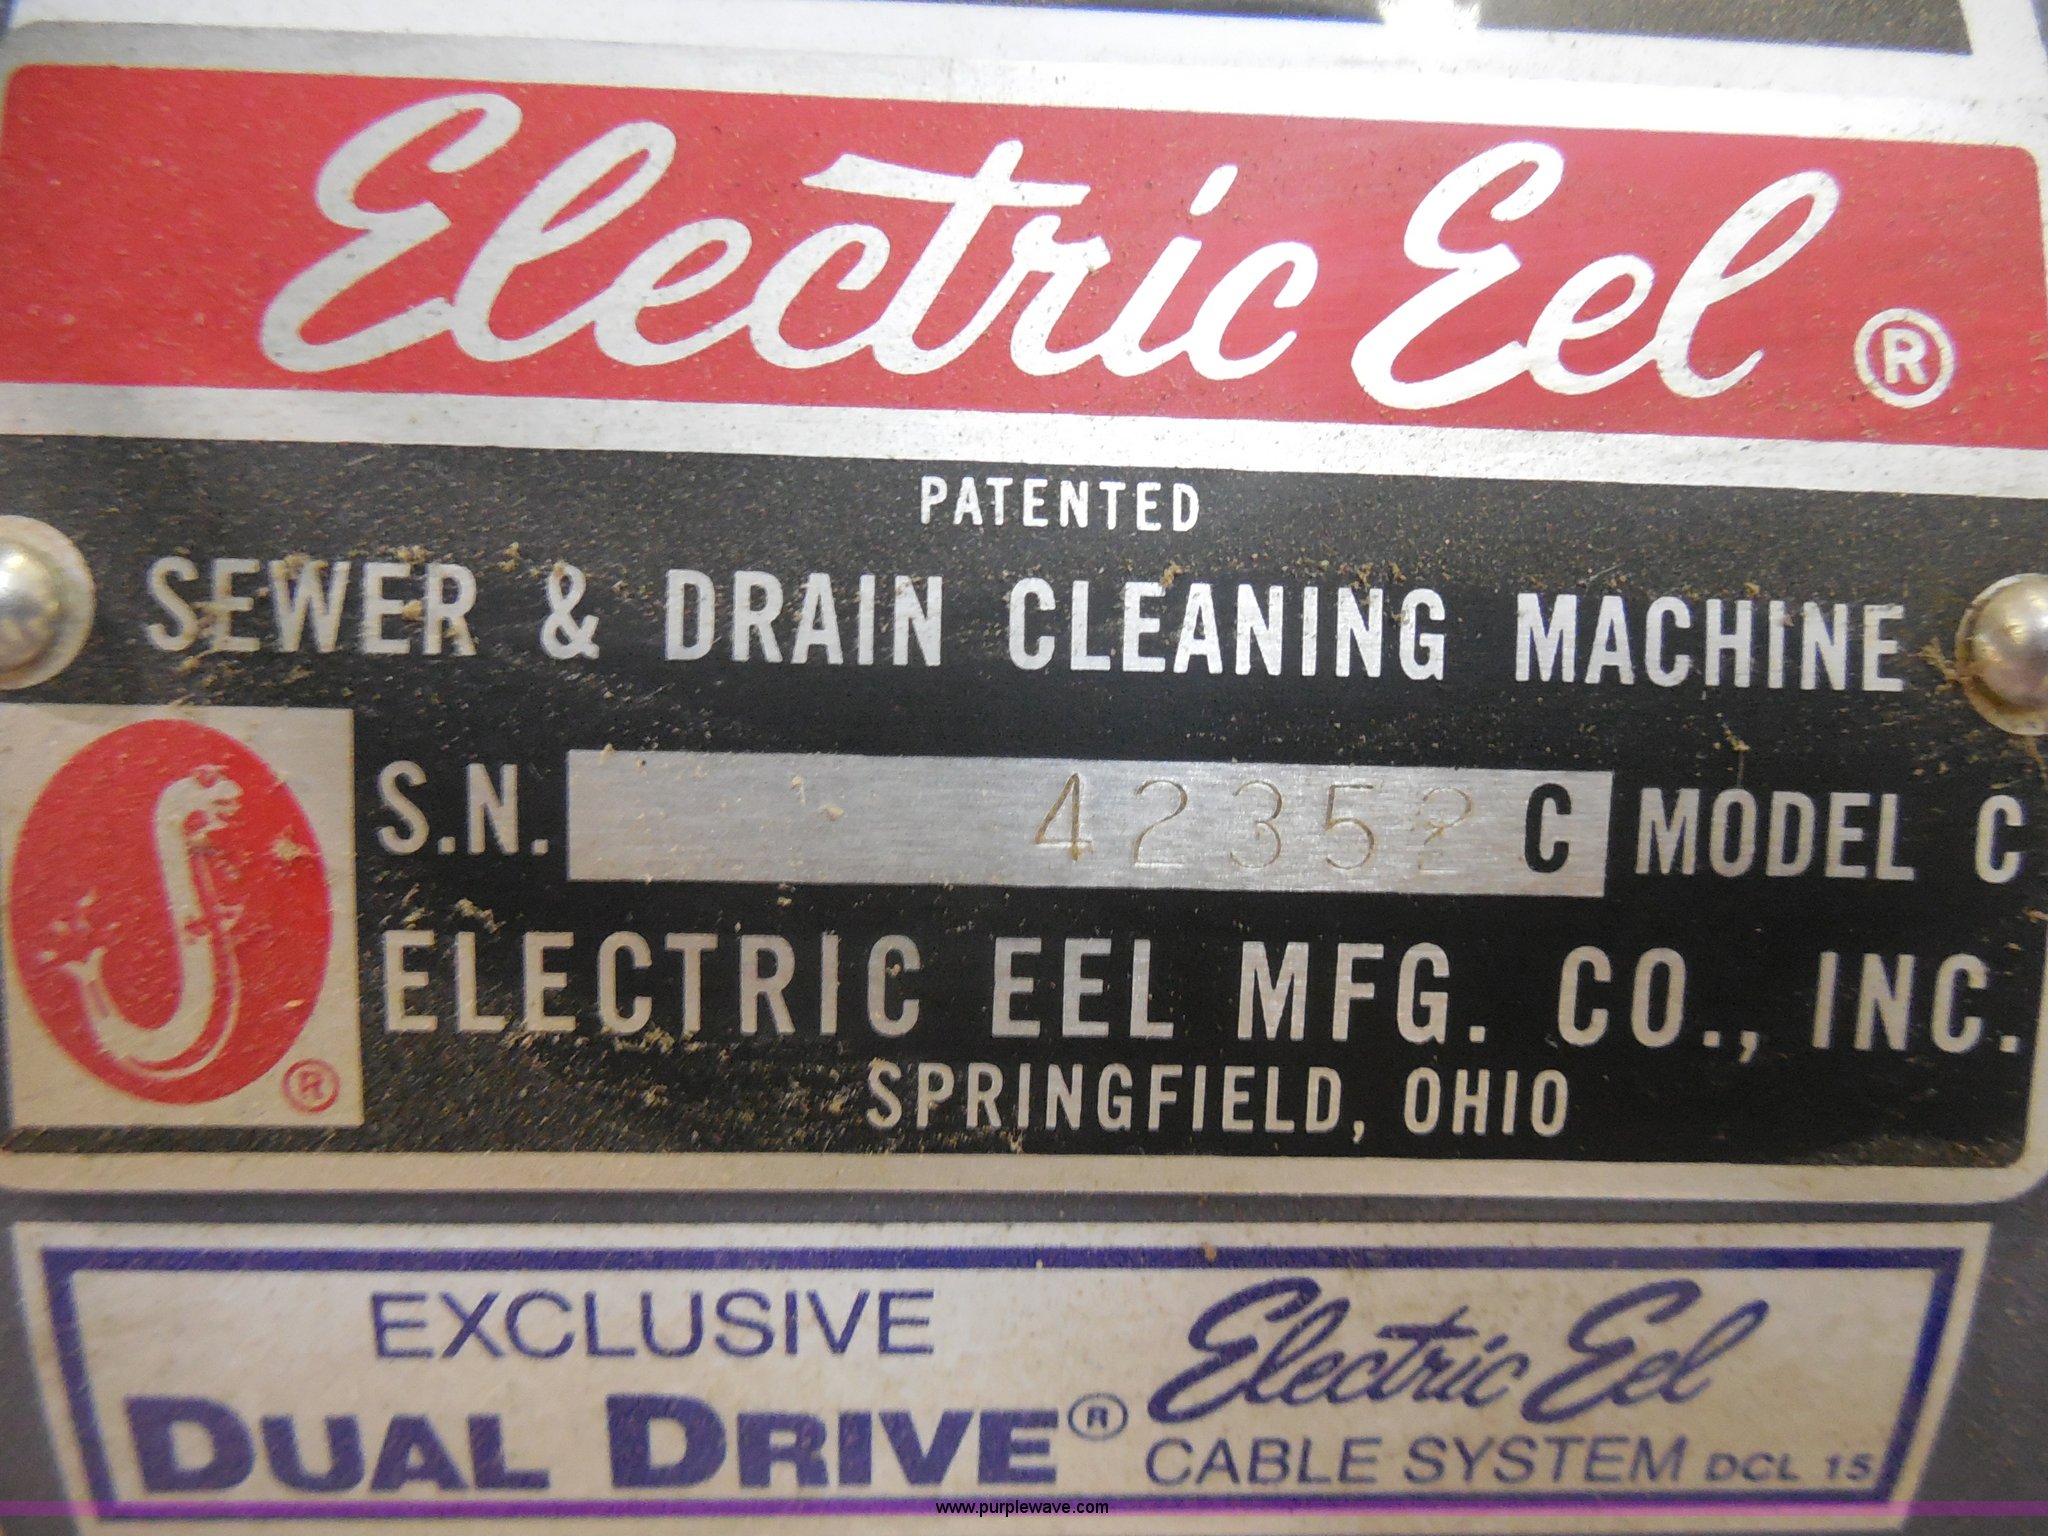 Electric Eel ®
PATENTED
SEWER & DRAIN CLEANING MACHINE
S.N. 42352 C MODEL C
ELECTRIC EEL MFG. CO., INC.
SPRINGFIELD, OHIO
®
EXCLUSIVE
DUAL DRIVE®
Electric Eel
CABLE SYSTEM DCL 15
www.purplewave.com